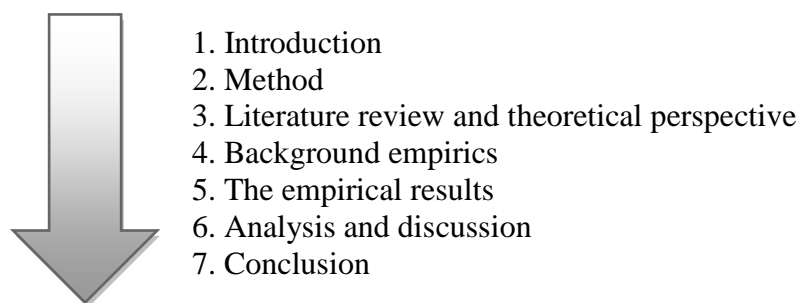 1. Introduction
2. Method
3. Literature review and theoretical perspective
4. Background empirics
5. The empirical results
6. Analysis and discussion
7. Conclusion